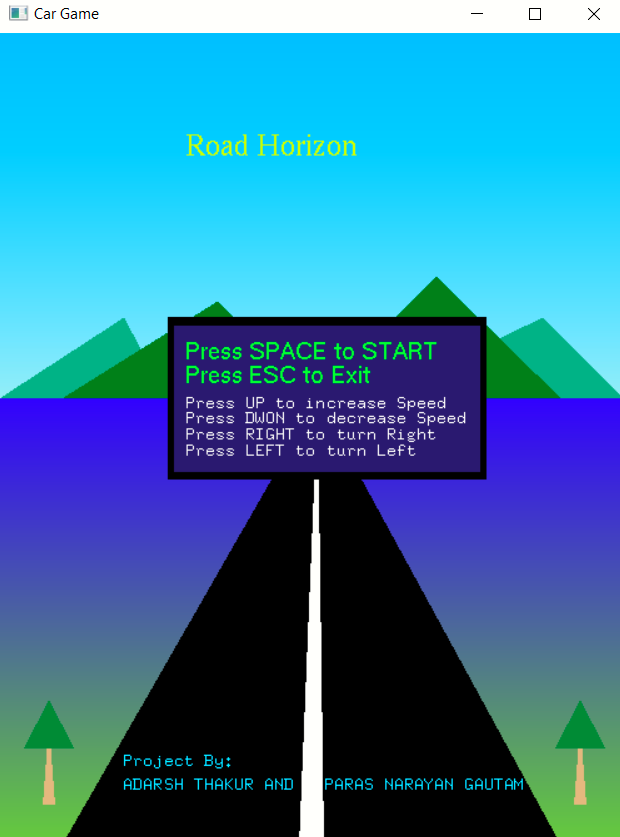 Car Game
Road Horizon
Press SPACE to START
Press ESC to Exit
Press UP to increase Speed
Press DWON to decrease Speed
Press RIGHT to turn Right
Press LEFT to turn Left
Project By:
ADARSH THAKUR AND PARAS NARAYAN GAUTAM